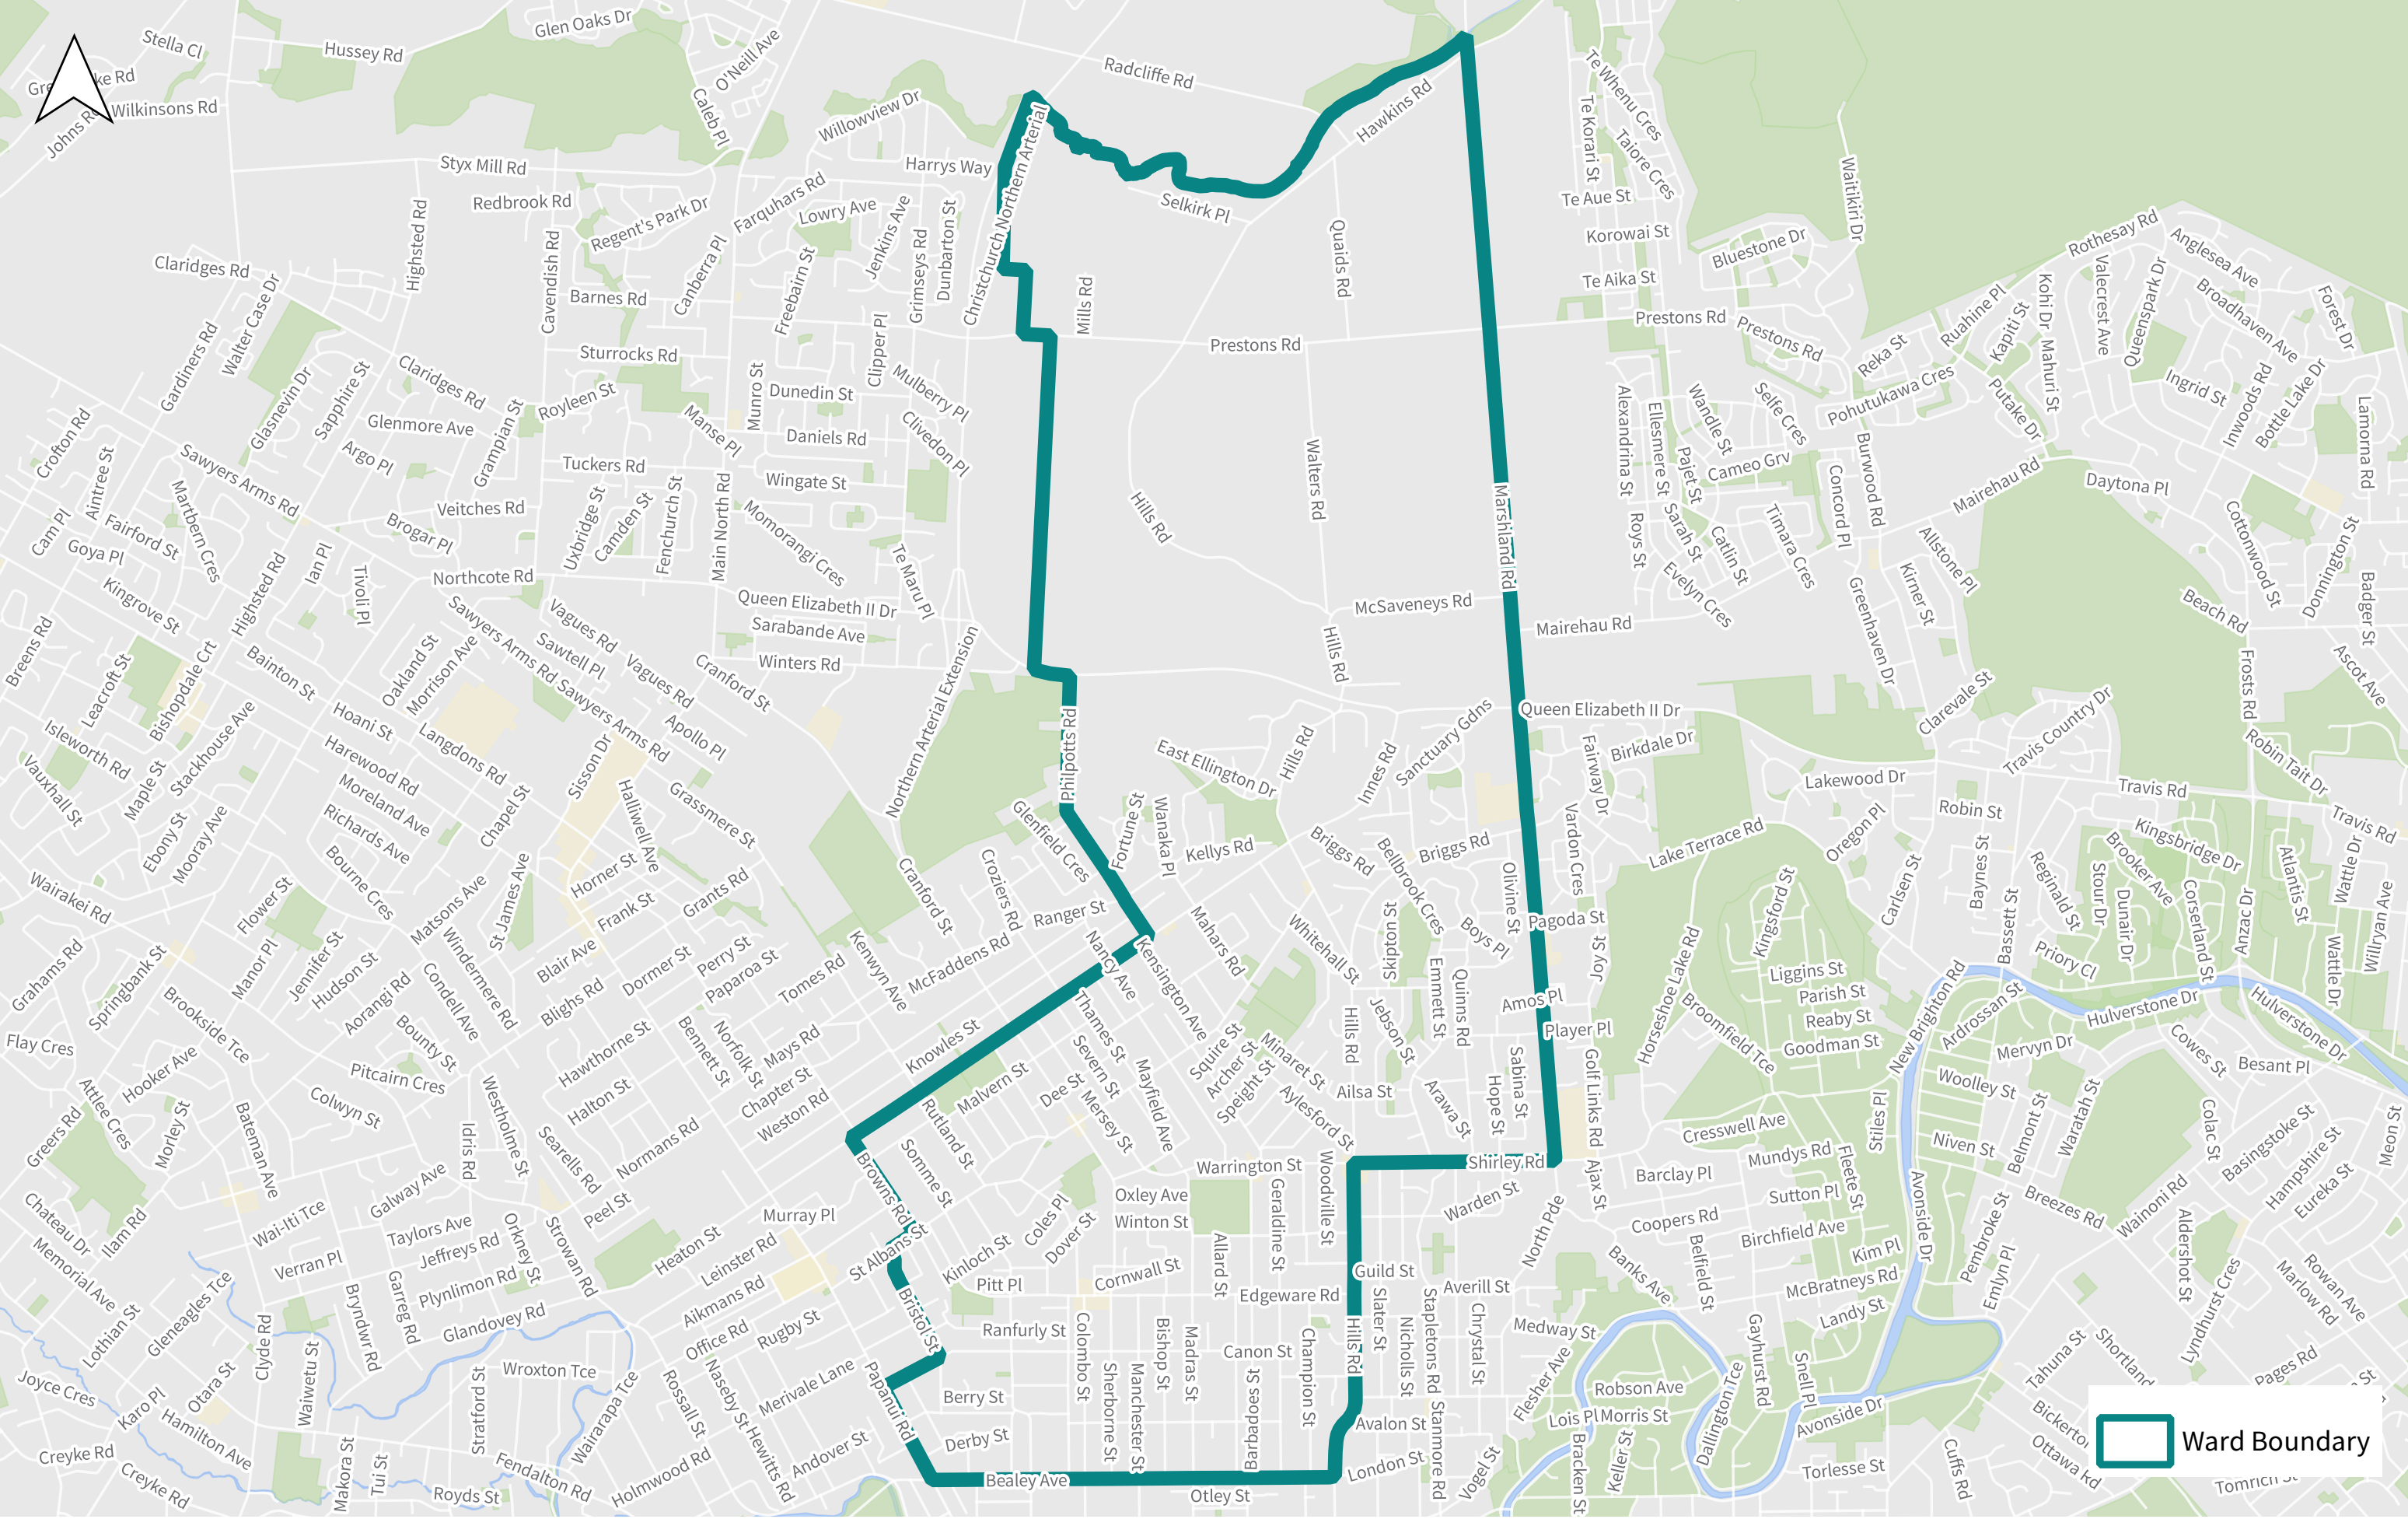 Glen Oaks Dr
Stella Cl
Hussey Rd
O'Neill Ave
Radcliffe Rd
Wilkinsons Rd
Johns Rd
Caleb Pl
Willowview Dr
Hawkins Rd
Te Whenu Cres
Te Korari St
Taiore Cres
Styx Mill Rd
Harrys Way
Christchurch Northern Arterial
Waitikiri Dr
Redbrook Rd
Regent's Park Dr
Farquhars Rd
Lowry Ave
Jenkins Ave
Grimseys Rd
Dunbarton St
Selkirk Pl
Te Aue St
Highsted Rd
Cavendish Rd
Canberra Pl
Freebairn St
Quaids Rd
Korowai St
Bluestone Dr
Rothesay Rd
Anglesea Ave
Claridges Rd
Walter Case Dr
Barnes Rd
Mills Rd
Te Aika St
Kohi Dr
Valecrest Ave
Queenspark Dr
Broadhaven Ave
Forest Dr
Gardiners Rd
Sturrocks Rd
Clipper Pl
Prestons Rd
Prestons Rd
Prestons Rd
Reka St
Ruahine Pl
Kapiti St
Mahuri St
Glasnevin Dr
Sapphire St
Claridges Rd
Royleen St
Munro St
Dunedin St
Mulberry Pl
Alexandrina St
Ellesmere St
Wandle St
Selfe Cres
Pohutukawa Cres
Putake Dr
Ingrid St
Inwoods Rd
Bottle Lake Dr
Lamorna Rd
Crofton Rd
Glenmore Ave
Grampian St
Manse Pl
Daniels Rd
Clivedon Pl
Aintree St
Sawyers Arms Rd
Argo Pl
Tuckers Rd
Wingate St
Walters Rd
Pajet St
Cameo Grv
Burwood Rd
Mairehau Rd
Daytona Pl
Cam Pl
Fairford St
Martbern Cres
Veitches Rd
Uxbridge St
Camden St
Fenchurch St
Main North Rd
Momorangi Cres
Hills Rd
Marshland Rd
Roys St
Sarah St
Catlin St
Timara Cres
Concord Pl
Cottonwood St
Donnington St
Goya Pl
Brogar Pl
Ian Pl
Highsted Rd
Tivoli Pl
Northcote Rd
Te Maru Pl
Allstone Pl
Kirner St
Kingrove St
Queen Elizabeth II Dr
McSaveneys Rd
Evelyn Cres
Greenhaven Dr
Beach Rd
Badger St
Breens Rd
Sawyers Arms Rd
Vagues Rd
Sarabande Ave
Mairehau Rd
Leacroft St
Bishopdale Crt
Bainton St
Oakland St
Morrison Ave
Sawtell Pl
Vagues Rd
Cranford St
Winters Rd
Northern Arterial Extension
Hills Rd
Clarevale St
Frosts Rd
Ascot Ave
Isleworth Rd
Stackhouse Ave
Hoani St
Sawyers Arms Rd
Apollo Pl
Philpotts Rd
Sanctuary Gdns
Queen Elizabeth II Dr
Travis Country Dr
Vauxhall St
Maple St
Harewood Rd
Langdons Rd
Sisson Dr
East Ellington Dr
Hills Rd
Innes Rd
Fairway Dr
Birkdale Dr
Lakewood Dr
Travis Rd
Robin Tait Dr
Travis Rd
Moreland Ave
Chapel St
Halliwell Ave
Grassmere St
Glenfield Cres
Fortune St
Wanaka Pl
Kellys Rd
Briggs Rd
Briggs Rd
Vardon Cres
Lake Terrace Rd
Oregon Pl
Robin St
Kingsbridge Dr
Ebony St
Mooray Ave
Richards Ave
Bourne Cres
Matsons Ave
St James Ave
Horner St
Cranford St
Croziers Rd
Bellbrook Cres
Olivine St
Carlsen St
Baynes St
Reginald St
Stour Dr
Brooker Ave
Dunair Dr
Corserland St
Anzac Dr
Atlantis St
Wattle Dr
Willryan Ave
Wairakei Rd
Flower St
Frank St
Grants Rd
Ranger St
Mahars Rd
Whitehall St
Skipton St
Boys Pl
Pagoda St
Kingsford St
Bassett St
Grahams Rd
Springbank St
Manor Pl
Jennifer St
Hudson St
Windermere Rd
Blair Ave
Dormer St
Perry St
Paparoa St
Tomes Rd
Kenwyn Ave
McFaddens Rd
Nancy Ave
Kensington Ave
Emmett St
Quinns Rd
Joy St
Horseshoe Lake Rd
Liggins St
Priory Cl
Wattle Dr
Brookside Tce
Aorangi Rd
Condell Ave
Blighs Rd
Thames St
Hills Rd
Jebson St
Amos Pl
Parish St
New Brighton Rd
Ardrossan St
Hulverstone Dr
Hulverstone Dr
Flay Cres
Hooker Ave
Bounty St
Hawthorne St
Bennett St
Norfolk St
Mays Rd
Knowles St
Severn St
Squire St
Archer St
Minaret St
Player Pl
Broomfield Tce
Reaby St
Goodman St
Mervyn Dr
Cowes St
Besant Pl
Attlee Cres
Pitcairn Cres
Chapter St
Malvern St
Dee St
Mayfield Ave
Speight St
Ailsa St
Sabina St
Golf Links Rd
Woolley St
Greers Rd
Morley St
Bateman Ave
Colwyn St
Westholme St
Halton St
Weston Rd
Rutland St
Mersey St
Aylesford St
Arawa St
Hope St
Cresswell Ave
Stiles Pl
Belmont St
Waratah St
Colac St
Basingstoke St
Meon St
Idris Rd
Searells Rd
Normans Rd
Browns Rd
Somme St
Warrington St
Woodville St
Shirley Rd
Ajax St
Barclay Pl
Mundys Rd
Fleete St
Niven St
Hampshire St
Eureka St
Chateau Dr
Ilam Rd
Galway Ave
Peel St
Murray Pl
Coles Pl
Oxley Ave
Geraldine St
Warden St
Sutton Pl
Avonside Dr
Pembroke St
Breezes Rd
Wainoni Rd
Aldershot St
Memorial Ave
Wai-Iti Tce
Taylors Ave
Orkney St
Strowan Rd
Heaton St
Leinster Rd
St Albans St
Kinloch St
Dover St
Winton St
Allard St
North Pde
Coopers Rd
Birchfield Ave
Kim Pl
Verran Pl
Jeffreys Rd
Aikmans Rd
Pitt Pl
Cornwall St
Guild St
Banks Ave
Belfield St
Emlyn Pl
Rowan Ave
Marlow Rd
Lyndhurst Cres
Lothian St
Gleneagles Tce
Bryndwr Rd
Garreg Rd
Plynlimon Rd
Bristol St
Edgeware Rd
Averill St
McBratneys Rd
Clyde Rd
Glandovey Rd
Office Rd
Rugby St
Ranfurly St
Colombo St
Bishop St
Madras St
Champion St
Hills Rd
Slater St
Nicholls St
Stapletons Rd
Chrystal St
Medway St
Landy St
Gayhurst Rd
Tahuna St
Shortland
Joyce Cres
Karo Pl
Otara St
Waiwetu St
Wroxton Tce
Rossall St
Naseby St
Merivale Lane
Papanui Rd
Canon St
Flesher Ave
Snell Pl
Pages Rd
Hamilton Ave
Stratford St
Wairarapa Tce
Berry St
Sherborne St
Manchester St
Barbadoes St
Avalon St
Robson Ave
Lois Pl
Morris St
Dallington Tce
Avonside Dr
Creyke Rd
Creyke Rd
Makora St
Tui St
Fendalton Rd
Holmwood Rd
Hewitts Rd
Andover St
Derby St
London St
Stanmore Rd
Vogel St
Bracken St
Keller St
Torlesse St
Cuffs Rd
Ottawa Rd
Ward Boundary
Royds St
Bealey Ave
Otley St